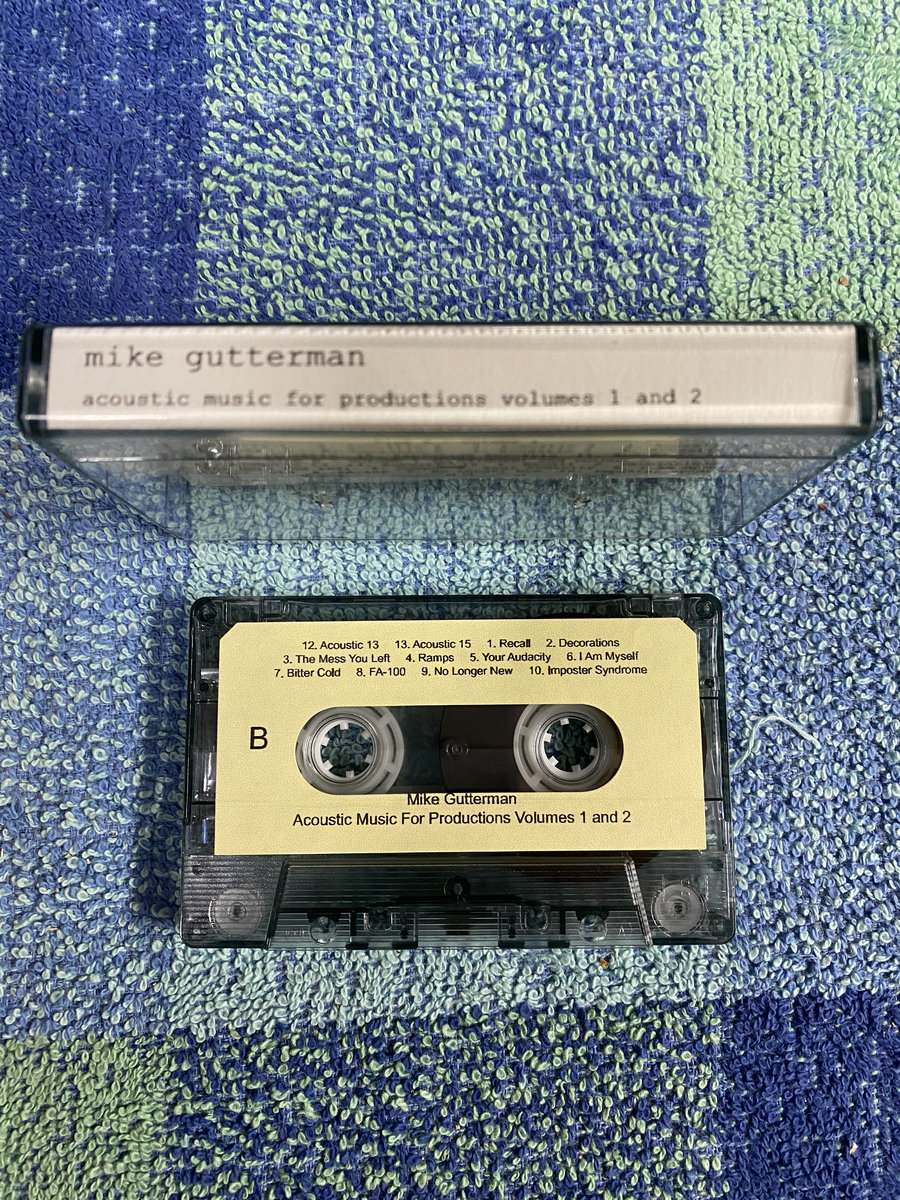 mike gutterman
acoustic music for productions volumes 1 and 2
12. Acoustic 13 13. Acoustic 15 1. Recall 2. Decorations
3. The Mess You Left 4. Ramps 5. Your Audacity 6. I Am Myself
7. Bitter Cold 8. FA-100 9. No Longer New 10. Imposter Syndrome
B
Mike Gutterman
Acoustic Music For Productions Volumes 1 and 2